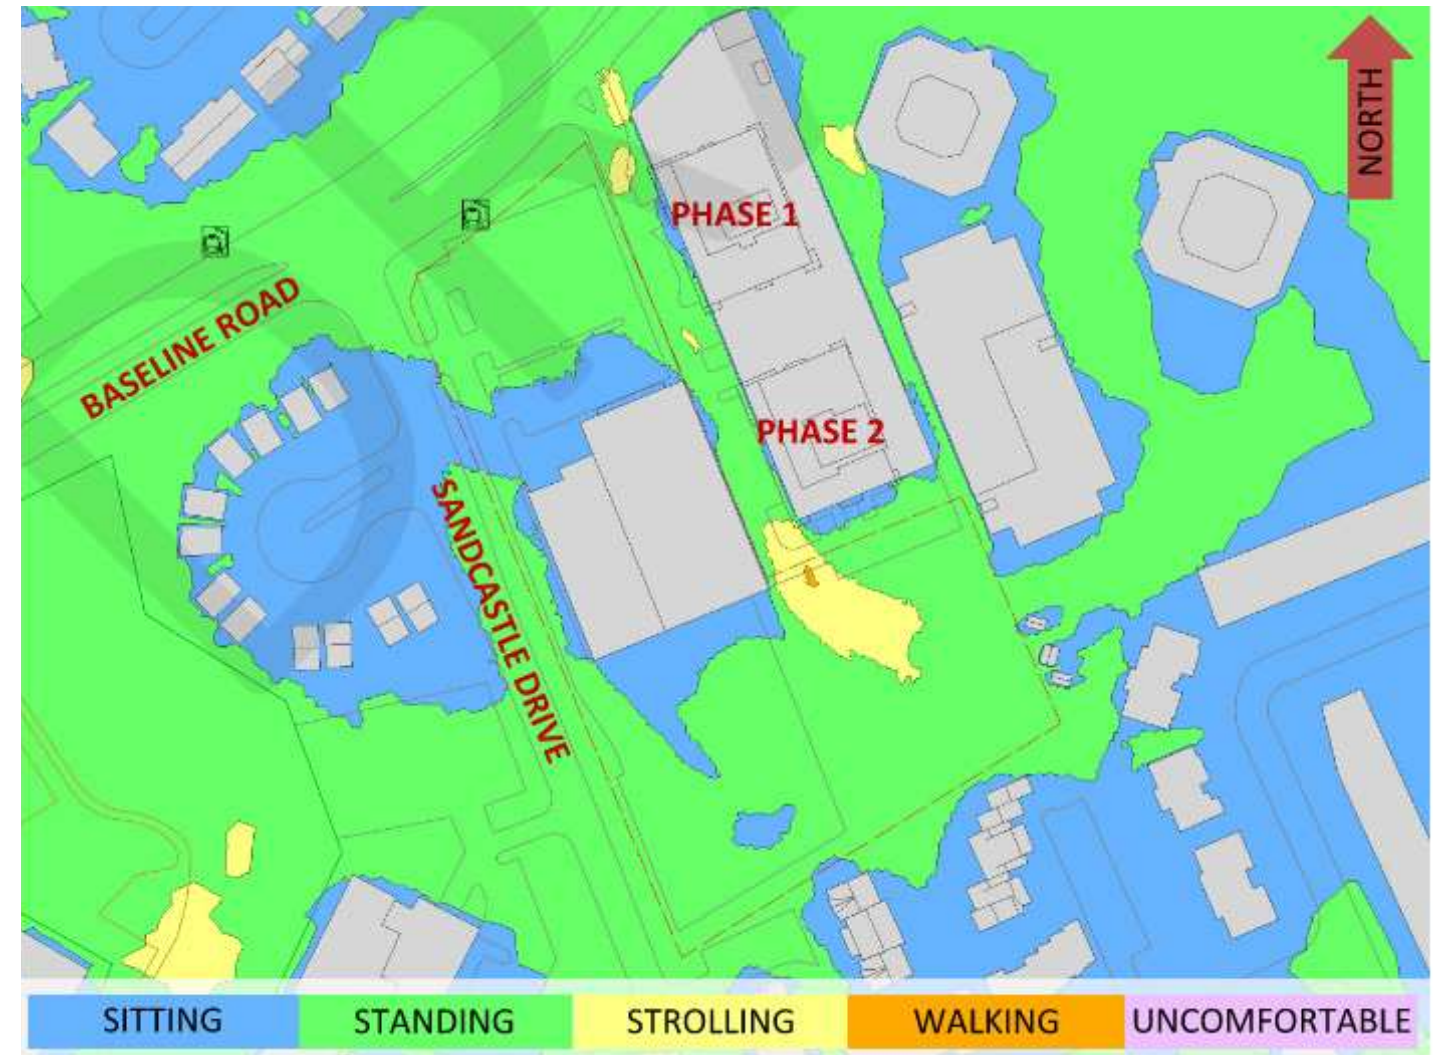 NORTH
PHASE 1
BASELINE ROAD
PHASE 2
SANDCASTLE DRIVE
SITTING
STANDING
STROLLING
WALKING
UNCOMFORTABLE